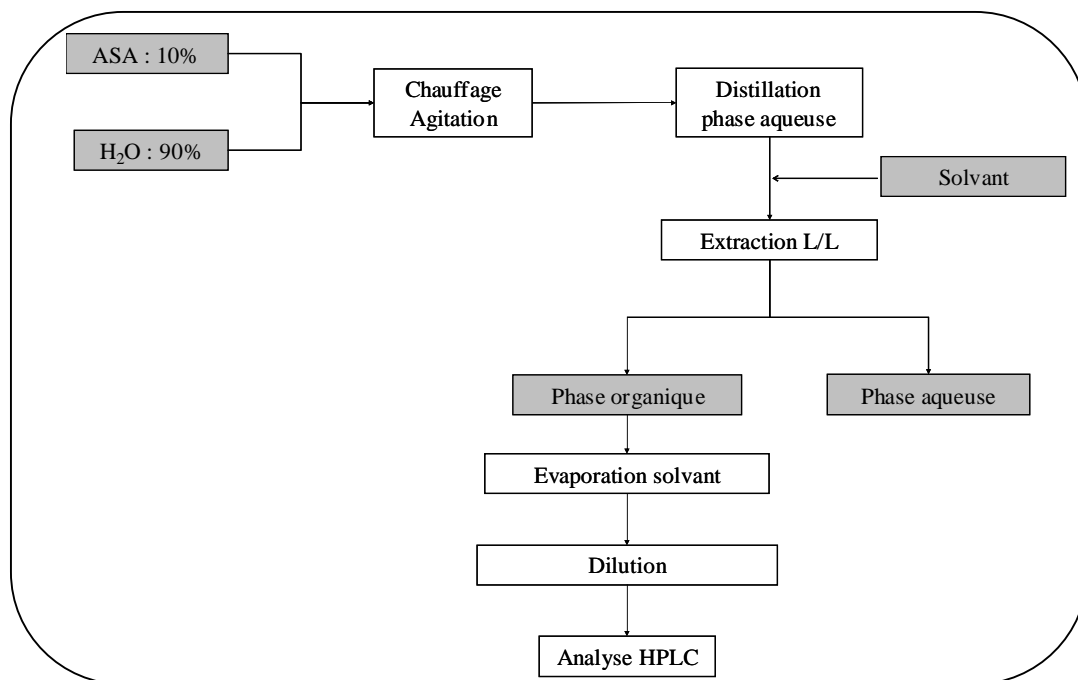 ASA : 10%
H₂O : 90%
Chauffage
Agitation
Distillation
phase aqueuse
Solvant
Extraction L/L
Phase organique
Phase aqueuse
Evaporation solvant
Dilution
Analyse HPLC